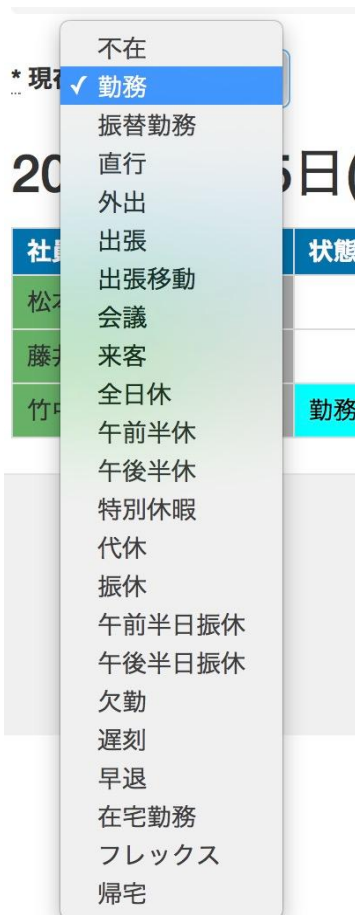 不在
* 現
✓ 勤務
振替勤務
直行
20
5日(
外出
出張
社
状態
出張移動
松
会議
藤
来客
全日休
竹
勤務
午前半休
午後半休
特別休暇
代休
振休
午前半日振休
午後半日振休
欠勤
遅刻
早退
在宅勤務
フレックス
帰宅